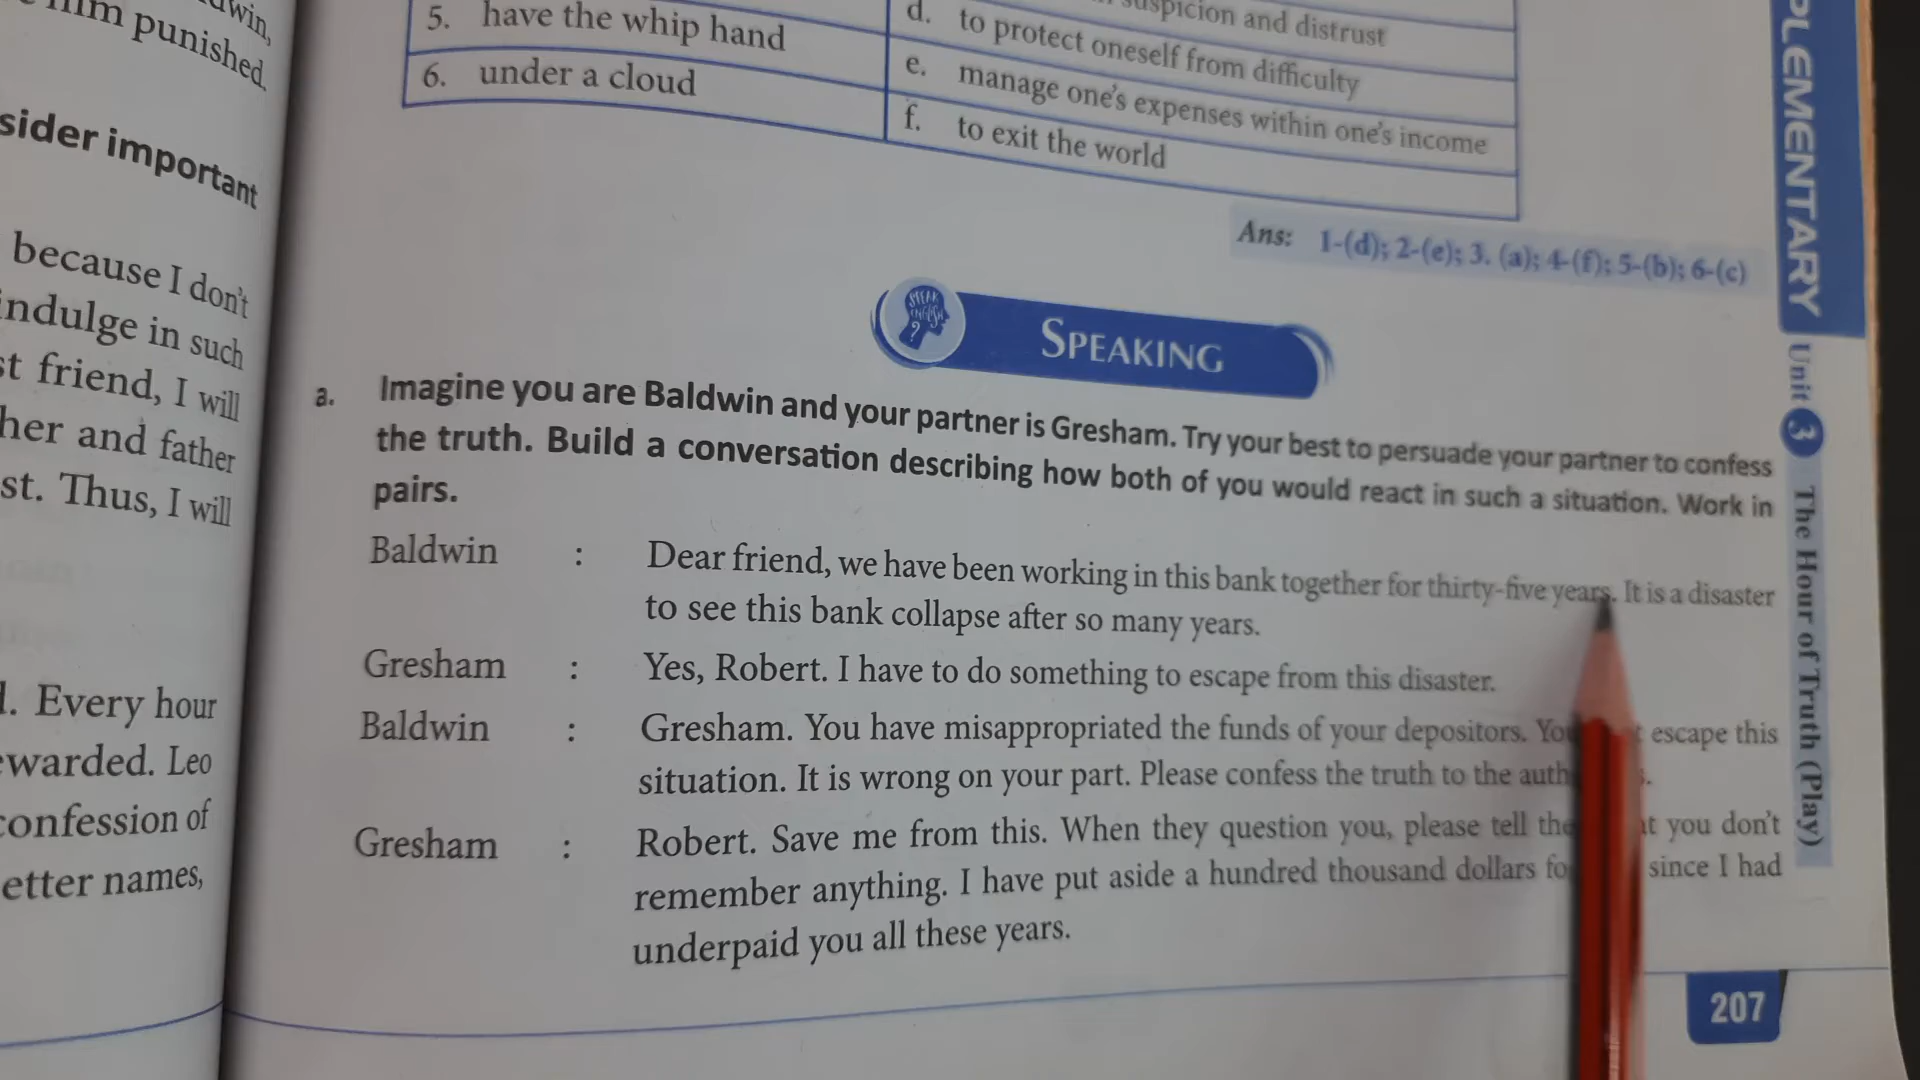 dwin,
him punished.
sider important
because I don't
indulge in such
st friend, I will
her and father
st. Thus, I will
d. Every hour
ewarded. Leo
confession of
etter names,
suspicion and distrust
5. have the whip hand
d. to protect oneself from difficulty
6. under a cloud
e. manage one's expenses within one's income
f. to exit the world
Ans: 1-(d); 2-(e); 3. (a); 4-(f); 5-(b); 6-(c)
SPEAK
ENGLISH
?
SPEAKING
a. Imagine you are Baldwin and your partner is Gresham. Try your best to persuade your partner to confess
the truth. Build a conversation describing how both of you would react in such a situation. Work in
pairs.
Baldwin : Dear friend, we have been working in this bank together for thirty-five years. It is a disaster
to see this bank collapse after so many years.
Gresham : Yes, Robert. I have to do something to escape from this disaster.
Baldwin : Gresham. You have misappropriated the funds of your depositors. escape this
situation. It is wrong on your part. Please confess the truth to the
Gresham : Robert. Save me from this. When they question you, please tell you don't
remember anything. I have put aside a hundred thousand dollars since I had
underpaid you all these years.
207
PLEMENTARY
Unit 3
The Hour of Truth (Play)